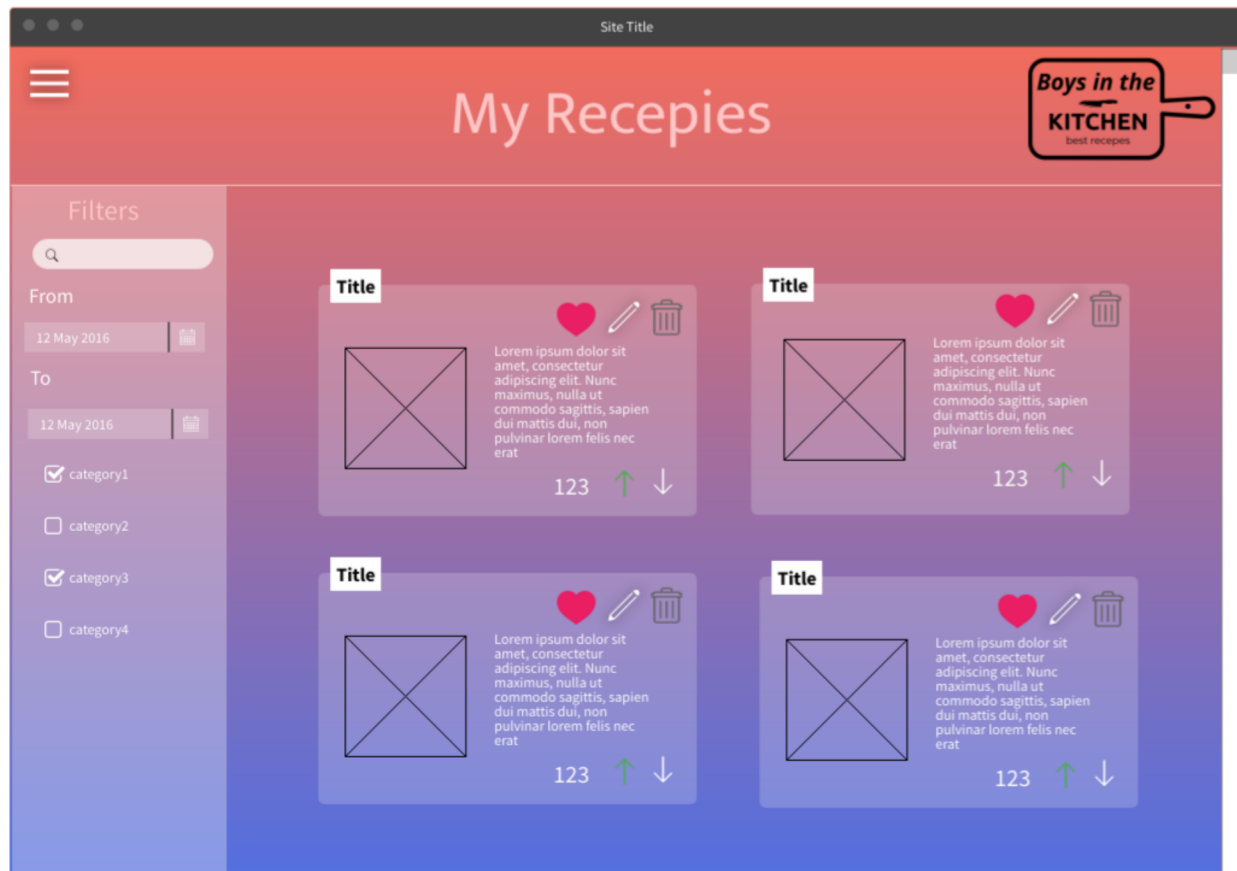 Site Title
My Recepies
Boys in the
KITCHEN
best recepes
Filters
From
12 May 2016
To
12 May 2016
category1
category2
category3
category4
Title
Lorem ipsum dolor sit
amet, consectetur
adipiscing elit. Nunc
maximus, nulla ut
commodo sagittis, sapien
dui mattis dui, non
pulvinar lorem felis nec
erat
123
Title
Lorem ipsum dolor sit
amet, consectetur
adipiscing elit. Nunc
maximus, nulla ut
commodo sagittis, sapien
dui mattis dui, non
pulvinar lorem felis nec
erat
123
Title
Lorem ipsum dolor sit
amet, consectetur
adipiscing elit. Nunc
maximus, nulla ut
commodo sagittis, sapien
dui mattis dui, non
pulvinar lorem felis nec
erat
123
Title
Lorem ipsum dolor sit
amet, consectetur
adipiscing elit. Nunc
maximus, nulla ut
commodo sagittis, sapien
dui mattis dui, non
pulvinar lorem felis nec
erat
123